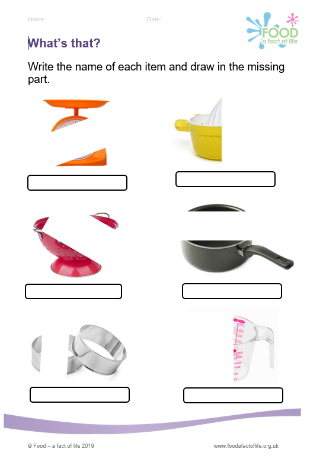 Name
Date
FOOD
a fact of life
What's that?
Write the name of each item and draw in the missing
part.
© Food – a fact of life 2019
www.foodafactoflife.org.uk